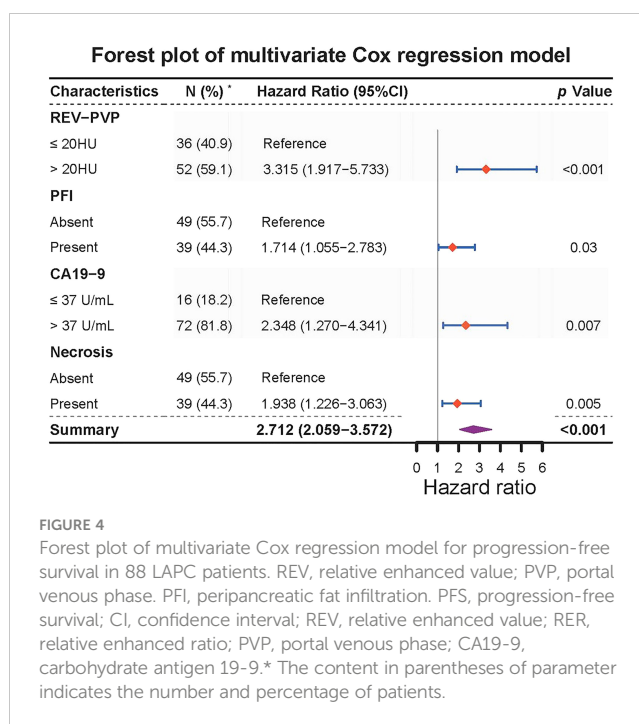 Forest plot of multivariate Cox regression model
Characteristics N (%) * Hazard Ratio (95%CI) p Value
REV−PVP
≤ 20HU 36 (40.9) Reference
> 20HU 52 (59.1) 3.315 (1.917−5.733) <0.001
PFI
Absent 49 (55.7) Reference
Present 39 (44.3) 1.714 (1.055−2.783) 0.03
CA19−9
≤ 37 U/mL 16 (18.2) Reference
> 37 U/mL 72 (81.8) 2.348 (1.270−4.341) 0.007
Necrosis
Absent 49 (55.7) Reference
Present 39 (44.3) 1.938 (1.226−3.063) 0.005
Summary 2.712 (2.059−3.572) <0.001
0 1 2 3 4 5 6
Hazard ratio
FIGURE 4
Forest plot of multivariate Cox regression model for progression-free
survival in 88 LAPC patients. REV, relative enhanced value; PVP, portal
venous phase. PFI, peripancreatic fat infiltration. PFS, progression-free
survival; CI, confidence interval; REV, relative enhanced value; RER,
relative enhanced ratio; PVP, portal venous phase; CA19-9,
carbohydrate antigen 19-9.* The content in parentheses of parameter
indicates the number and percentage of patients.